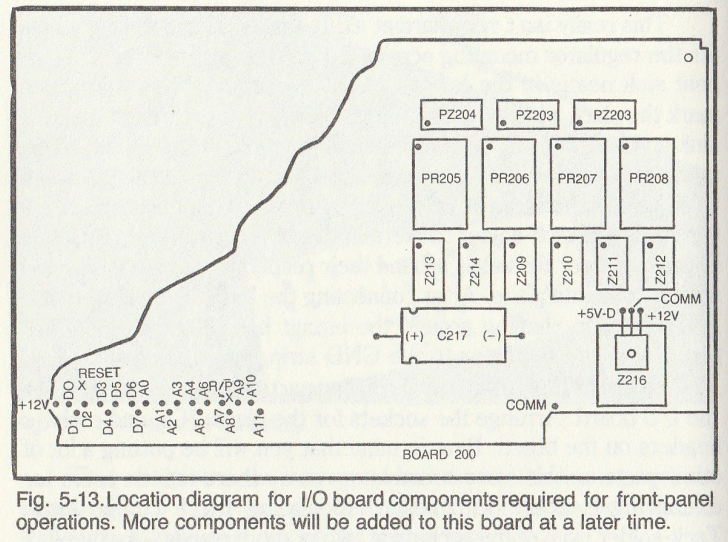 PZ204 PZ203 PZ203
PR205 PR206 PR207 PR208
Z213 Z214 Z209 Z210 Z211 Z212
COMM
+5V-D +12V
(+) C217 (-)
Z216
RESET
+12V DO X D3 D5 D6 A0 A3 A4 A6 R/P A9 A10
D1 D2 D4 D7 A1 A2 A5 A7 X A8 A11
COMM
BOARD 200
Fig. 5-13. Location diagram for I/O board components required for front-panel
operations. More components will be added to this board at a later time.